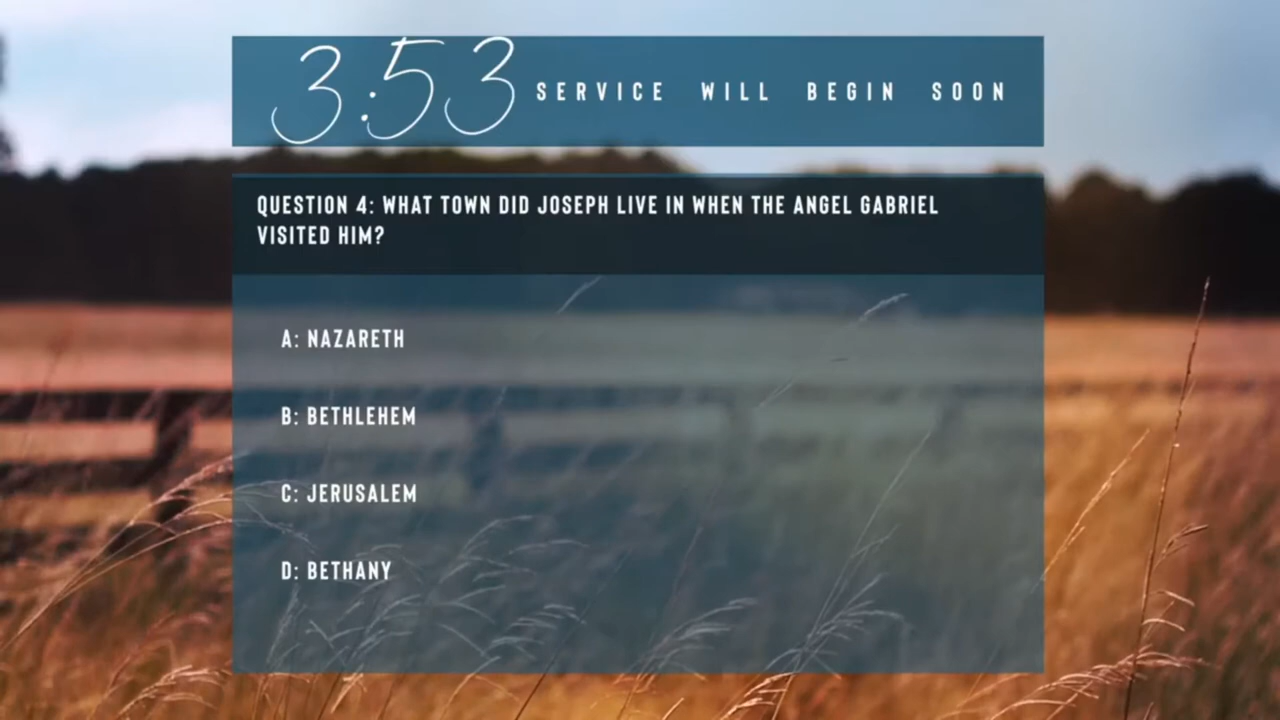 3:53 SERVICE WILL BEGIN SOON
QUESTION 4: WHAT TOWN DID JOSEPH LIVE IN WHEN THE ANGEL GABRIEL
VISITED HIM?
A: NAZARETH
B: BETHLEHEM
C: JERUSALEM
D: BETHANY